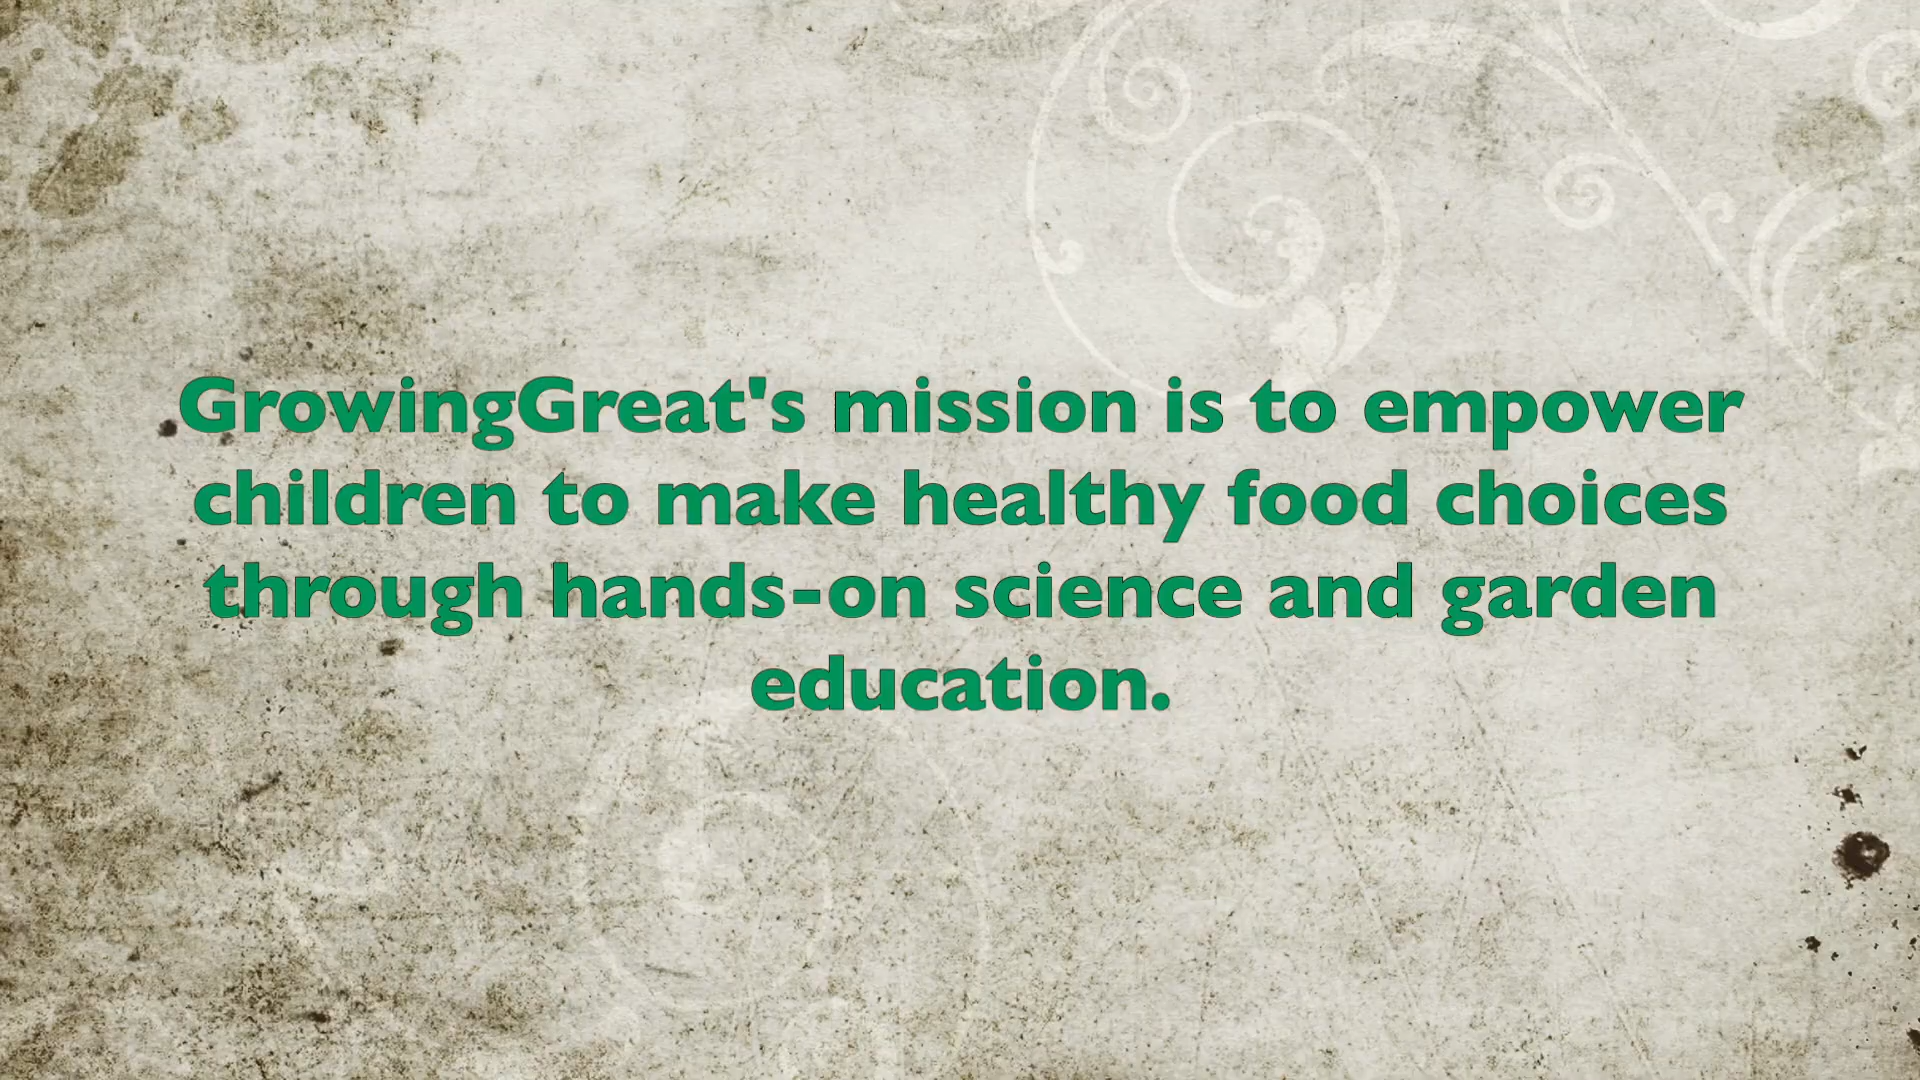 GrowingGreat's mission is to empower
children to make healthy food choices
through hands-on science and garden
education.